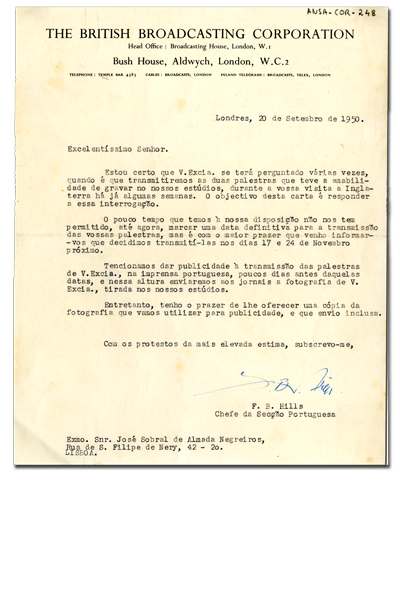 ANSA-COR-248
THE BRITISH BROADCASTING CORPORATION
Head Office: Broadcasting House, London, W.1
Bush House, Aldwych, London, W.C.2
TELEPHONE: TEMPLE BAR 4363 CABLES: BROADCASTS, LONDON INLAND TELEGRAMS: BROADCASTS, TELEX, LONDON
Londres, 20 de Setembro de 1950.
Excelentíssimo Senhor.
Estou certo que V.Excia. se terá perguntado várias vezes,
quando é que transmitiremos as duas palestras que teve a amabili-
dade de gravar no nossos estúdios, durante a vossa visita a Ingla-
terra há já algumas semanas. O objectivo desta carta é responder
a essa interrogação.
O pouco tempo que temos à nossa disposição não nos tem
permitido, até agora, marcar uma data definitiva para a transmissão
das vossas palestras, mas é com o maior prazer que venho informar-
-vos que decidimos transmití-las nos dias 17 e 24 de Novembro
próximo.
Tencionamos dar publicidade à transmissão das palestras
de V.Excia., na imprensa portuguesa, poucos dias antes daquelas
datas, e nessa altura enviaremos aos jornais a fotografia de V.
Excia., tirada nos nossos estúdios.
Entretanto, tenho o prazer de lhe oferecer uma cópia da
fotografia que vamos utilizar para publicidade, e que envio inclusa.
Com os protestos da mais elevada estima, subscrevo-me,
F. B. Hills
Chefe da Secção Portuguesa
Exmo. Snr. José Sobral de Almada Negreiros,
Rua de S. Filipe de Nery, 42 - 2o.
LISBOA.